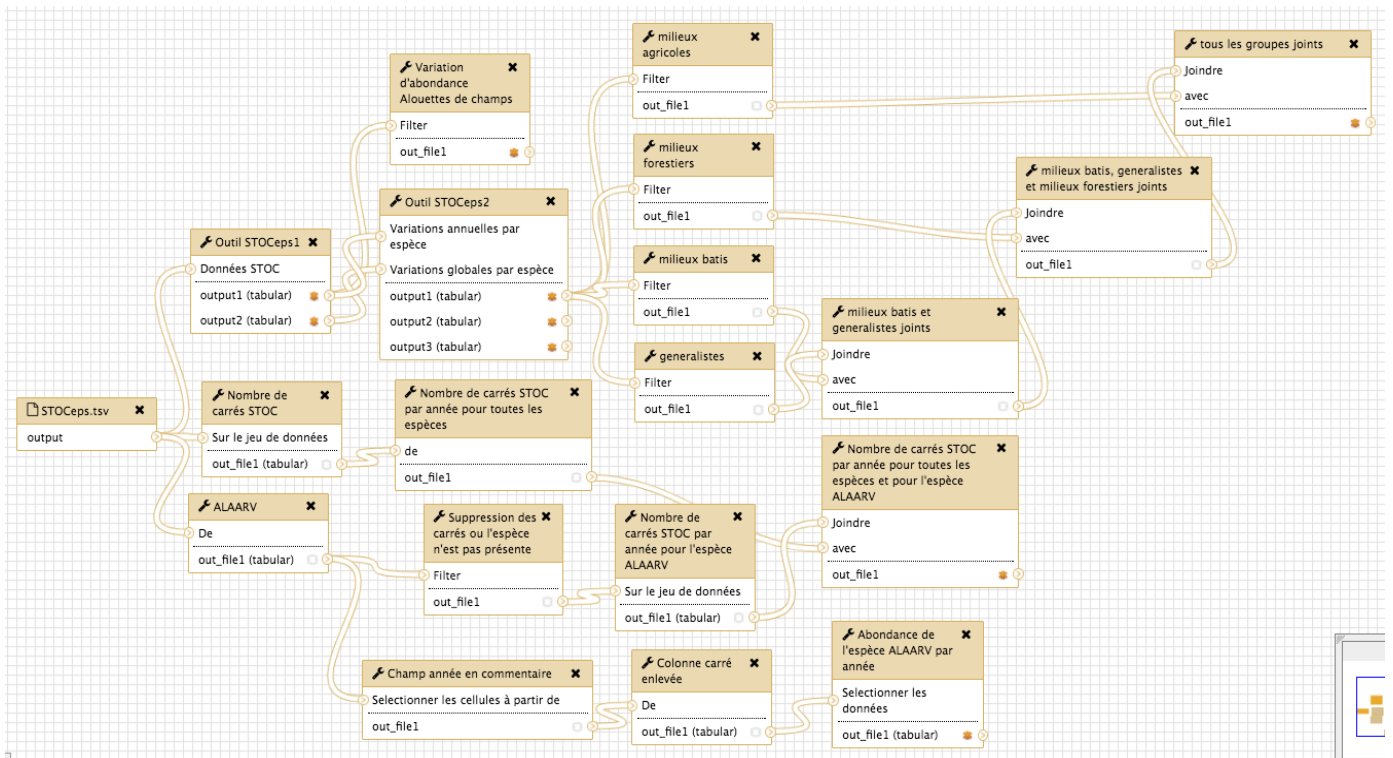 STOCeps.tsv
output
Outil STOCeps1
Données STOC
output1 (tabular)
output2 (tabular)
Nombre de
carrés STOC
Sur le jeu de données
out_file1 (tabular)
ALAARV
De
out_file1 (tabular)
Variation
d'abondance
Alouettes de champs
Filter
out_file1
Outil STOCeps2
Variations annuelles par
espèce
Variations globales par espèce
output1 (tabular)
output2 (tabular)
output3 (tabular)
Nombre de carrés STOC
par année pour toutes les
espèces
de
out_file1
Suppression des
carrés ou l'espèce
n'est pas présente
Filter
out_file1
Champ année en commentaire
Selectionner les cellules à partir de
out_file1
milieux
agricoles
Filter
out_file1
milieux
forestiers
Filter
out_file1
milieux batis
Filter
out_file1
generalistes
Filter
out_file1
Nombre de
carrés STOC par
année pour l'espèce
ALAARV
Sur le jeu de données
out_file1 (tabular)
Colonne carré
enlevée
De
out_file1 (tabular)
milieux batis et
generalistes joints
Joindre
avec
out_file1
Nombre de carrés STOC
par année pour toutes les
espèces et pour l'espèce
ALAARV
Joindre
avec
out_file1
Abondance de
l'espèce ALAARV par
année
Selectionner les
données
out_file1 (tabular)
milieux batis, generalistes
et milieux forestiers joints
Joindre
avec
out_file1
tous les groupes joints
Joindre
avec
out_file1